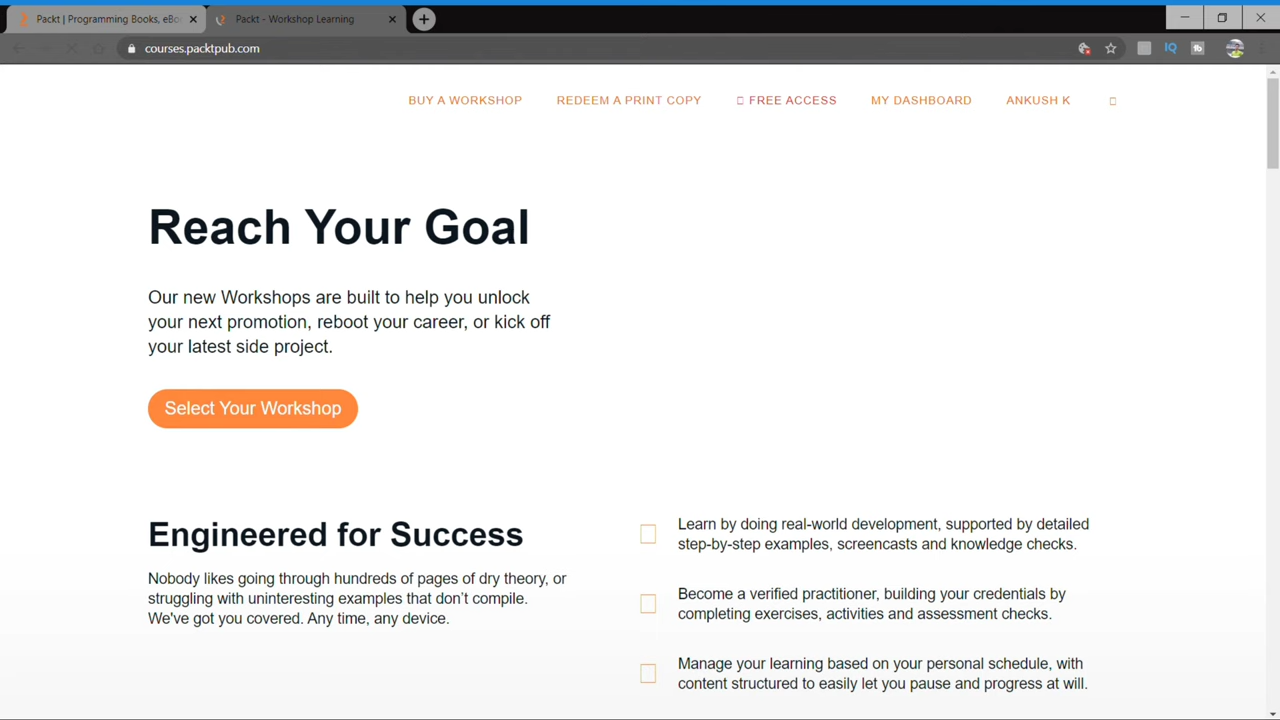 Packt | Programming Books, eBo
Packt - Workshop Learning
courses.packtpub.com
IQ
BUY A WORKSHOP
REDEEM A PRINT COPY
FREE ACCESS
MY DASHBOARD
ANKUSH K
Reach Your Goal
Our new Workshops are built to help you unlock
your next promotion, reboot your career, or kick off
your latest side project.
Select Your Workshop
Engineered for Success
Nobody likes going through hundreds of pages of dry theory, or
struggling with uninteresting examples that don’t compile.
We've got you covered. Any time, any device.
Learn by doing real-world development, supported by detailed
step-by-step examples, screencasts and knowledge checks.
Become a verified practitioner, building your credentials by
completing exercises, activities and assessment checks.
Manage your learning based on your personal schedule, with
content structured to easily let you pause and progress at will.